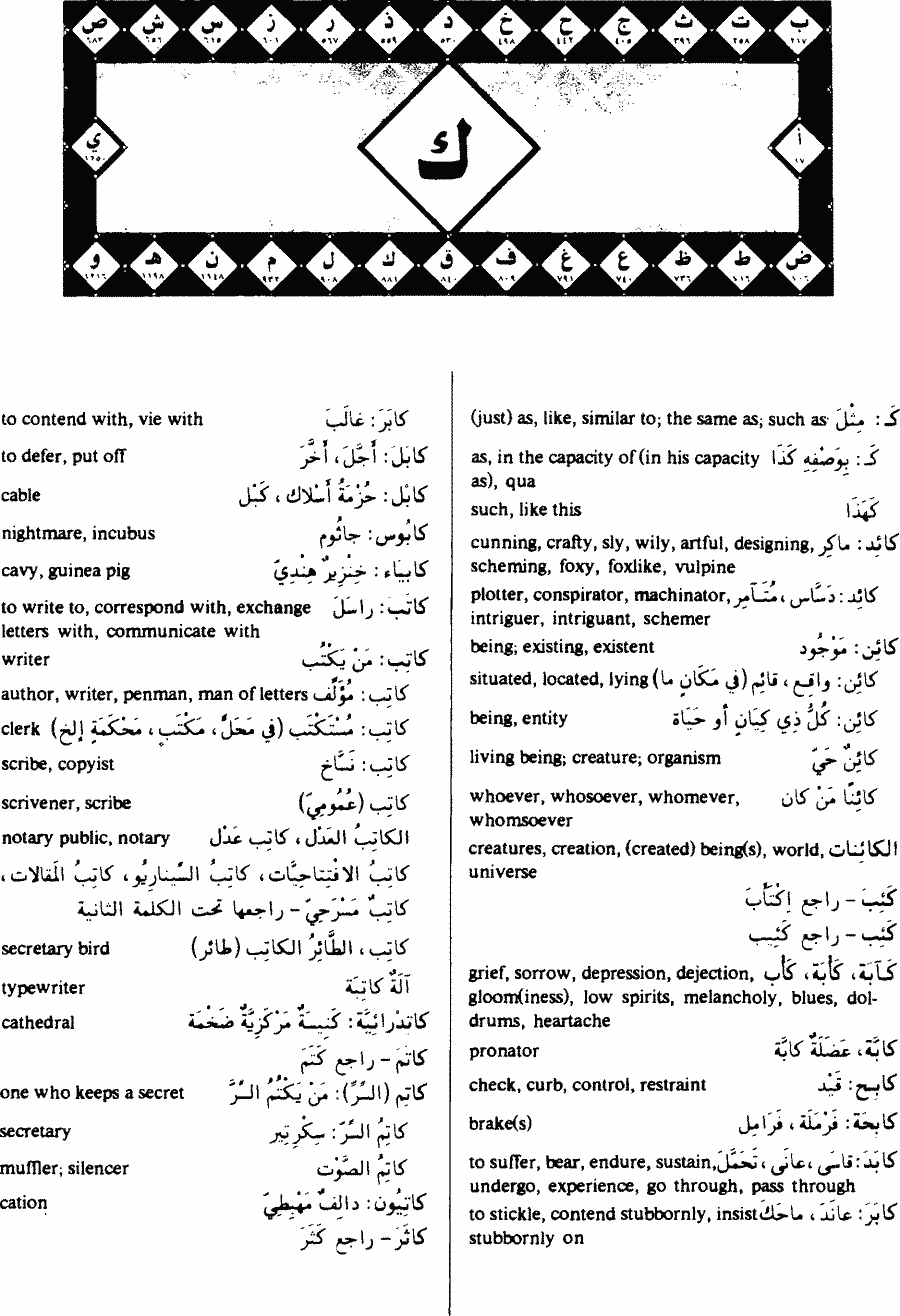 ص ش س ز ر ذ د خ ح ج ث ت ب
٦٨٣ ٦٥٦ ٦١٥ ٦٠١ ٥٦٧ ٥٥٩ ٥٣٠ ٤٩٨ ٤٤٢ ٤٠٥ ٣٩٦ ٢٥٨ ٢١٧
أ
١٧
ك
ي
١٢٥٠
و هـ ن م ل ك ق ف غ ع ظ ط ض
١٢١٦ ١١٩٨ ١١٤٨ ٩٣٢ ٩٠٨ ٨٨١ ٨٤٠ ٨٠٩ ٧٩١ ٧٤٠ ٧٣٦ ٧١٦ ٧٠٦
(just) as, like, similar to; the same as; such as كَـ : مِثْلَ
as, in the capacity of (in his capacity كَـ : بِوَصْفِهِ كَذَا
as), qua
such, like this كَهَذَا
cunning, crafty, sly, wily, artful, designing, كائِد: ماكِر
scheming, foxy, foxlike, vulpine
plotter, conspirator, machinator, كائِد: دَسَّاس، مُتَـآمِر
intriguer, intriguant, schemer
being; existing, existent كائِن: مَوْجُود
situated, located, lying كائِن: واقِع، قائِم (في مَكَانٍ ما)
being, entity كائِن: كُلُّ ذِي كِيَانٍ أو حَيَاة
living being; creature; organism كائِنٌ حَيّ
whoever, whosoever, whomever, كائِنًا مَنْ كان
whomsoever
creatures, creation, (created) being(s), world, الكائِنات
universe
كَئِبَ - راجع اِكْتَأَبَ
كَئِب - راجع كَئِيب
grief, sorrow, depression, dejection, كَـآبَة، كَأْبَة، كَأْب
gloom(iness), low spirits, melancholy, blues, dol-
drums, heartache
pronator كابَّة، عَضَلَةٌ كابَّة
check, curb, control, restraint كابِـح: قَيْد
brake(s) كابِحَة: فَرْمَلَة، فَرَامِل
to suffer, bear, endure, sustain, كابَدَ: قاسَى، عانَى، تَحَمَّلَ
undergo, experience, go through, pass through
to stickle, contend stubbornly, insist كابَرَ: عانَدَ، ماحَكَ
stubbornly on
to contend with, vie with كابَرَ: غالَبَ
to defer, put off كابَلَ: أَجَّلَ، أَخَّرَ
cable كابْل: حُزْمَةُ أَسْلاك، كَبْل
nightmare, incubus كابُوس: جاثُوم
cavy, guinea pig كابْيَاء: خِنْزِيرٌ هِنْدِيّ
to write to, correspond with, exchange كاتَبَ: راسَلَ
letters with, communicate with
writer كاتِب: مَنْ يَكْتُب
author, writer, penman, man of letters كاتِب: مُؤَلِّف
clerk كاتِب: مُسْتَكْتَب (في مَحَلّ، مَكْتَبٍ، مَحْكَمَةٍ إلخ)
scribe, copyist كاتِب: نَسَّاخ
scrivener, scribe كاتِب (عُمُومِيّ)
notary public, notary الكاتِبُ العَدْل، كاتِب عَدْل
كاتِبُ الافْتِتاحِيَّات، كاتِبُ السِّيناريُو، كاتِبُ المَقالات،
كاتِبٌ مَسْرَحِيّ - راجعها تحت الكلمة الثانية
secretary bird كاتِب، الطَّائِرُ الكاتِب (طائر)
typewriter آلَةٌ كاتِبَة
cathedral كاتِدْرائِيَّة: كَنِيسَةٌ مَرْكَزِيَّةٌ ضَخْمَة
كاتَمَ - راجع كَتَمَ
one who keeps a secret كاتِم (السِّرِّ): مَنْ يَكْتُمُ السِّرَّ
secretary كاتِمُ السِّرّ: سِكْرِتِير
muffler; silencer كاتِمُ الصَّوْت
cation كاتِيُون: دالِفٌ مَهْبِطِيّ
كاثَرَ - راجع كَثَرَ